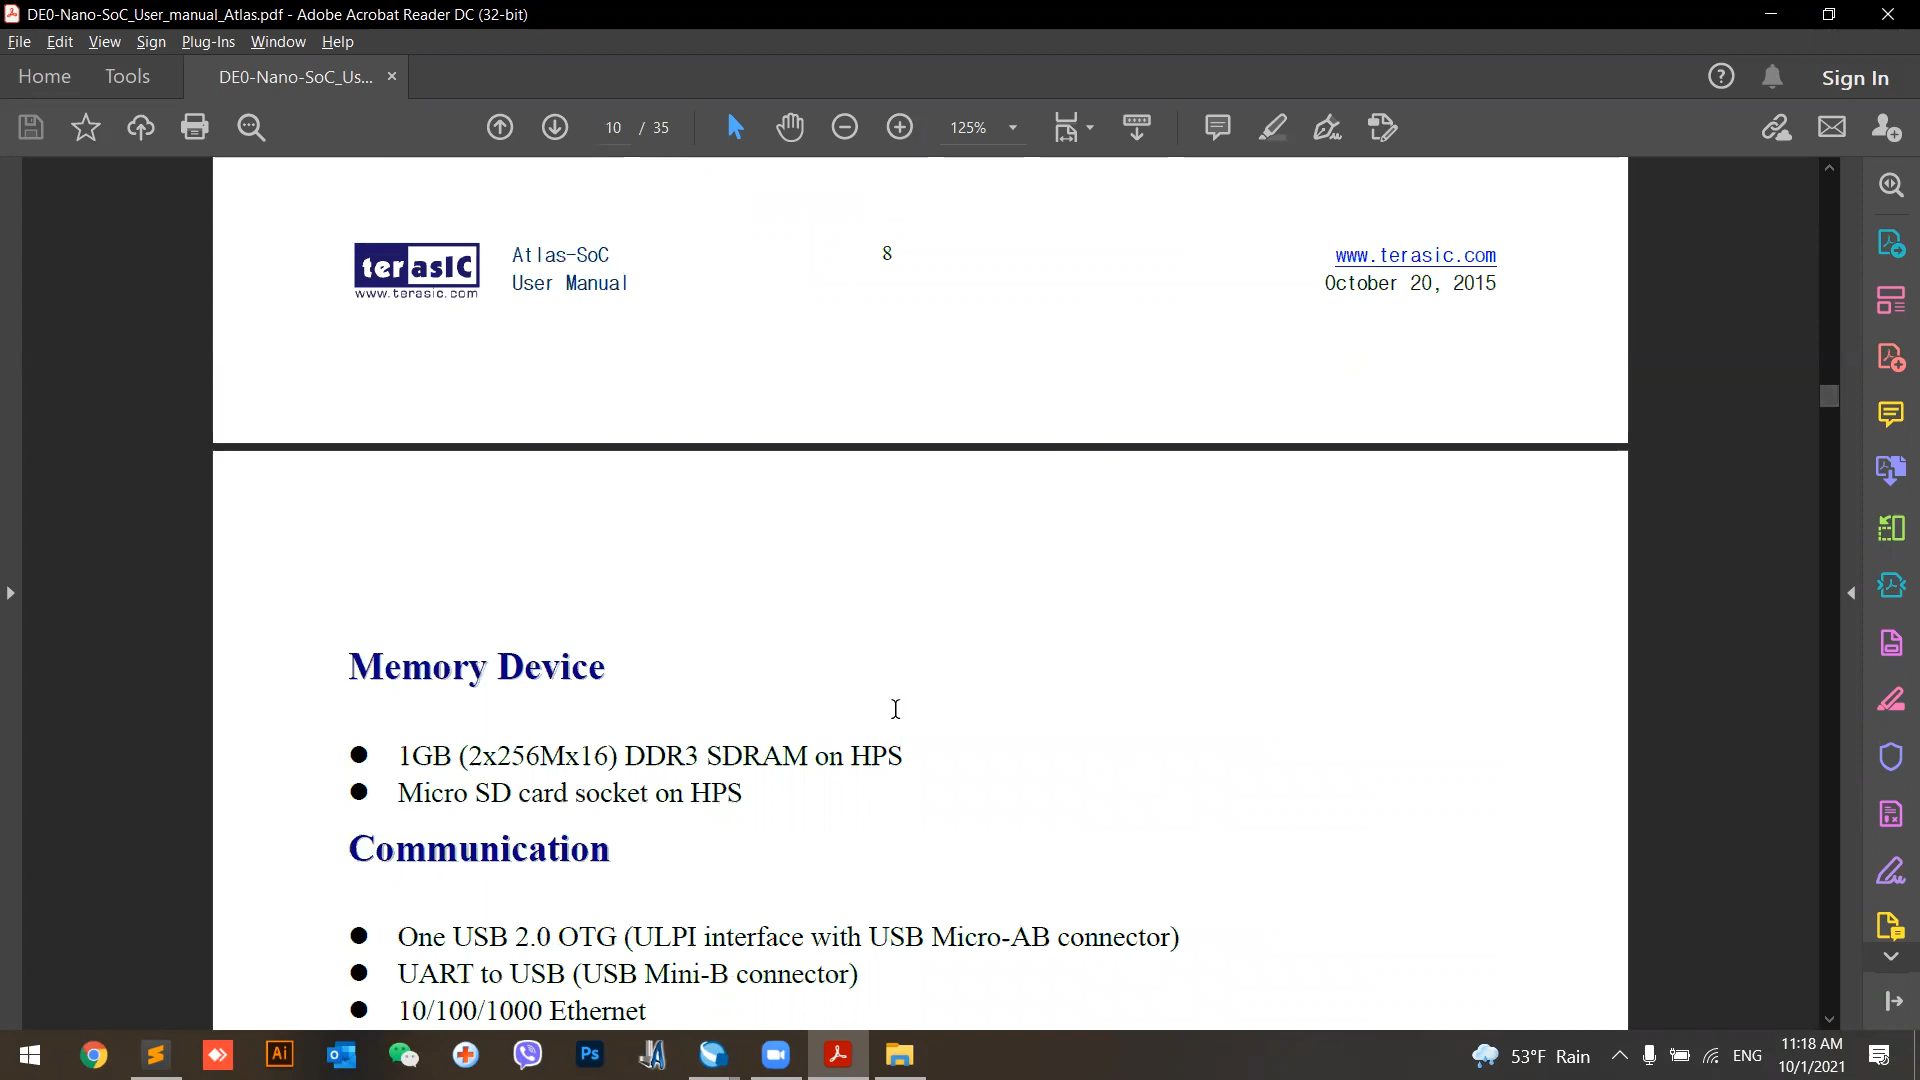 DE0-Nano-SoC_User_manual_Atlas.pdf - Adobe Acrobat Reader DC (32-bit)
File Edit View Sign Plug-Ins Window Help
Home Tools DE0-Nano-SoC_Us... × Sign In
10 / 35 125%
terasIC
www.terasic.com
Atlas-SoC
User Manual
8
www.terasic.com
October 20, 2015
Memory Device
● 1GB (2x256Mx16) DDR3 SDRAM on HPS
● Micro SD card socket on HPS
Communication
● One USB 2.0 OTG (ULPI interface with USB Micro-AB connector)
● UART to USB (USB Mini-B connector)
● 10/100/1000 Ethernet
Ai Ps
53°F Rain ENG
11:18 AM
10/1/2021